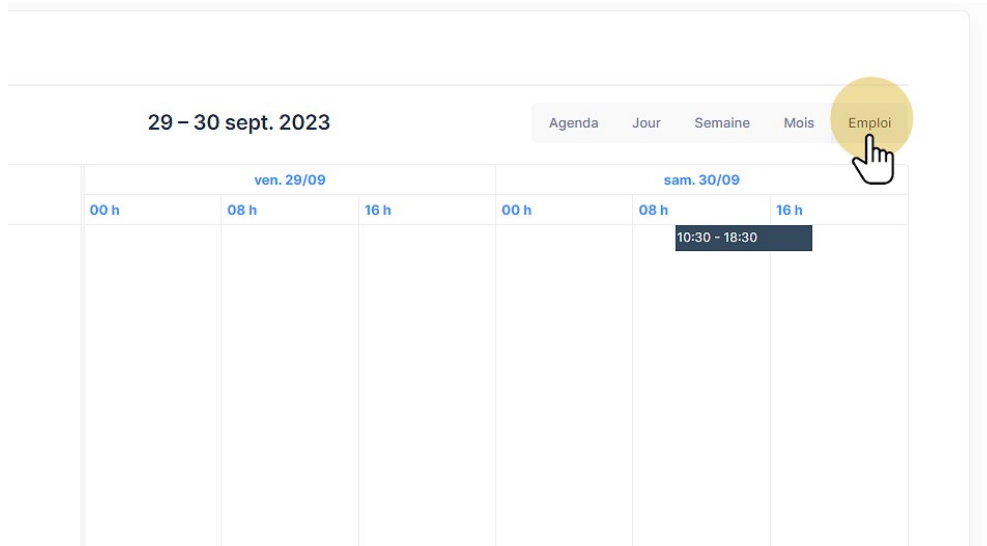 29 – 30 sept. 2023
Agenda Jour Semaine Mois Emploi
ven. 29/09 sam. 30/09
00 h 08 h 16 h 00 h 08 h 16 h
10:30 - 18:30